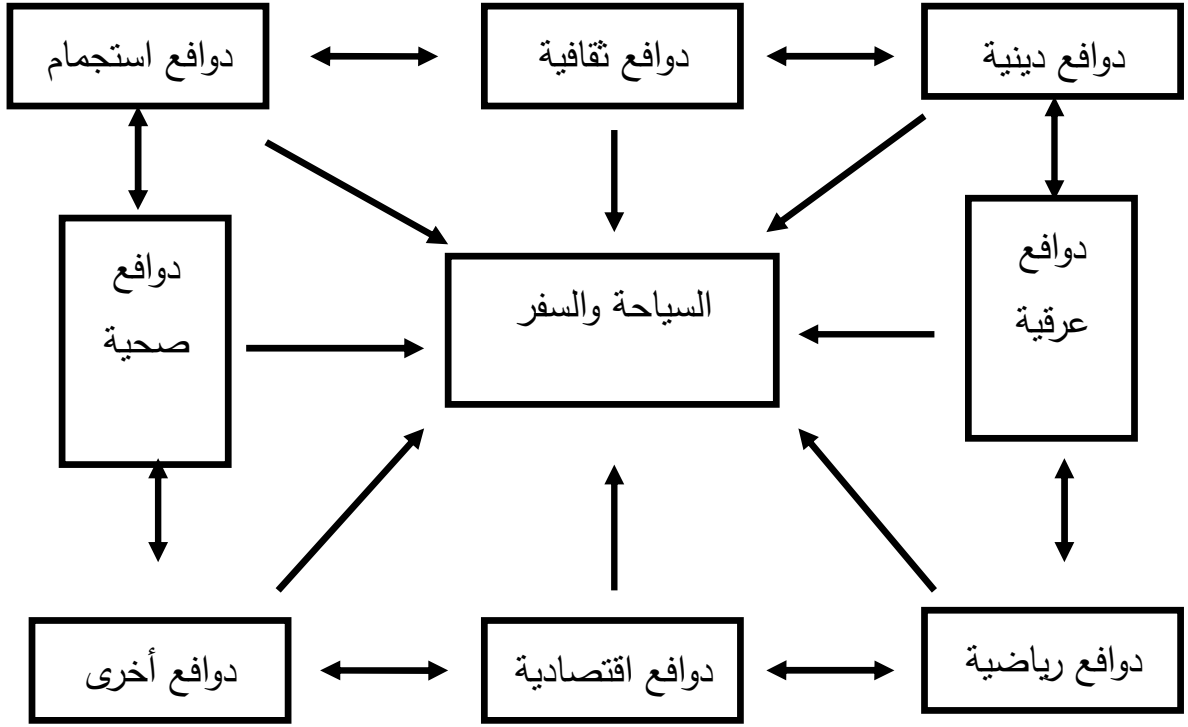 دوافع دينية
دوافع ثقافية
دوافع استجمام
دوافع
عرقية
السياحة والسفر
دوافع
صحية
دوافع رياضية
دوافع اقتصادية
دوافع أخرى